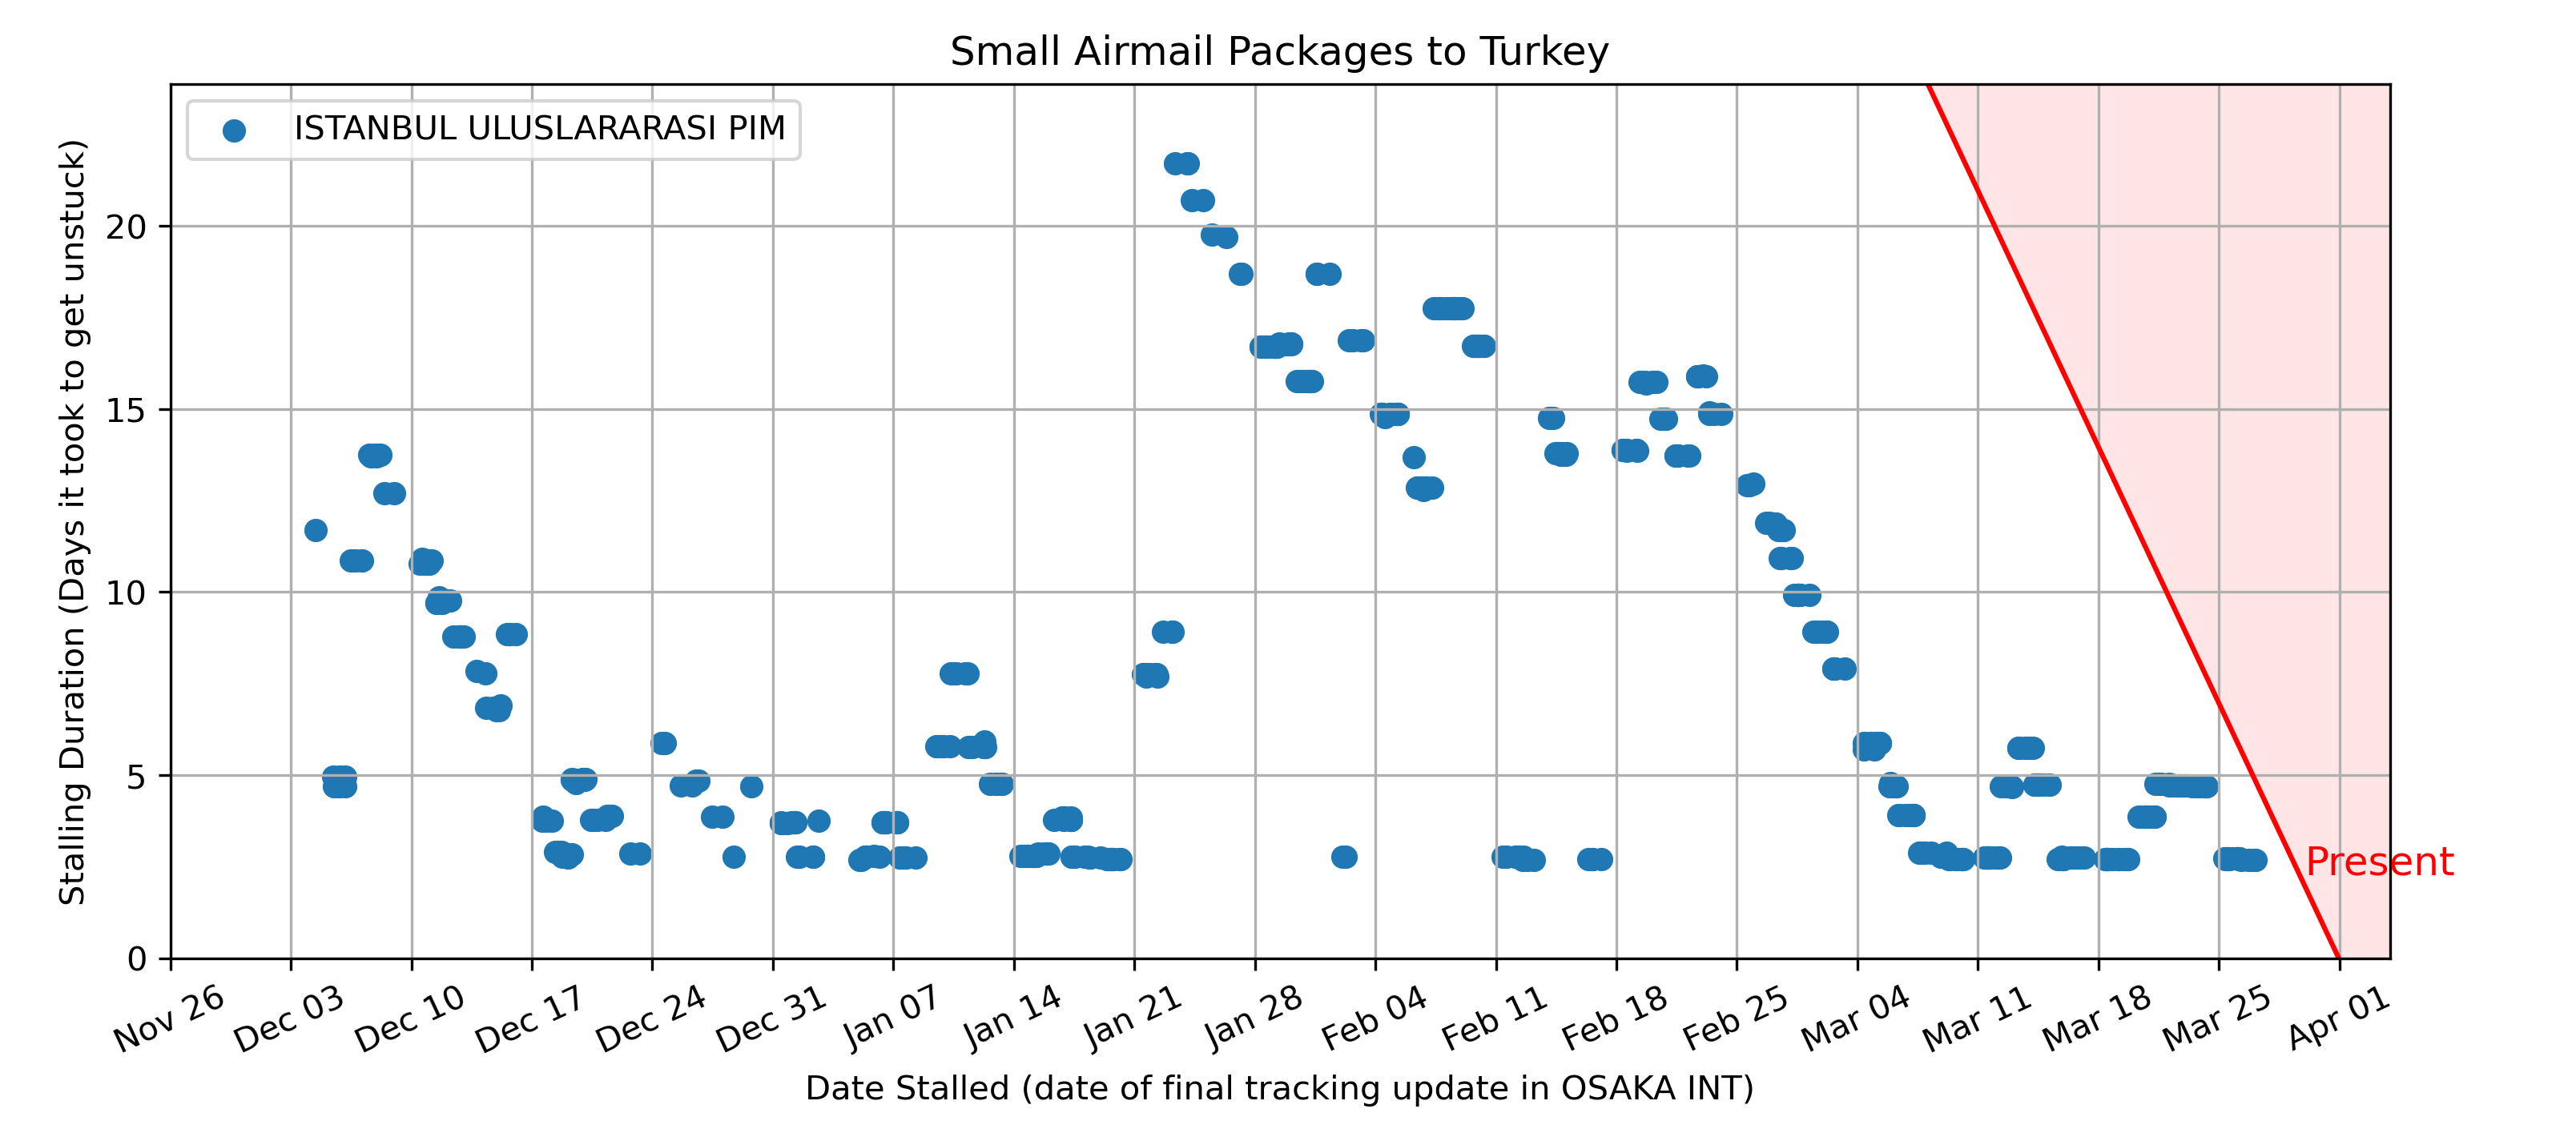 Small Airmail Packages to Turkey
ISTANBUL ULUSLARARASI PIM
Stalling Duration (Days it took to get unstuck)
20
15
10
5
0
Present
Nov 26
Dec 03
Dec 10
Dec 17
Dec 24
Dec 31
Jan 07
Jan 14
Jan 21
Jan 28
Feb 04
Feb 11
Feb 18
Feb 25
Mar 04
Mar 11
Mar 18
Mar 25
Apr 01
Date Stalled (date of final tracking update in OSAKA INT)